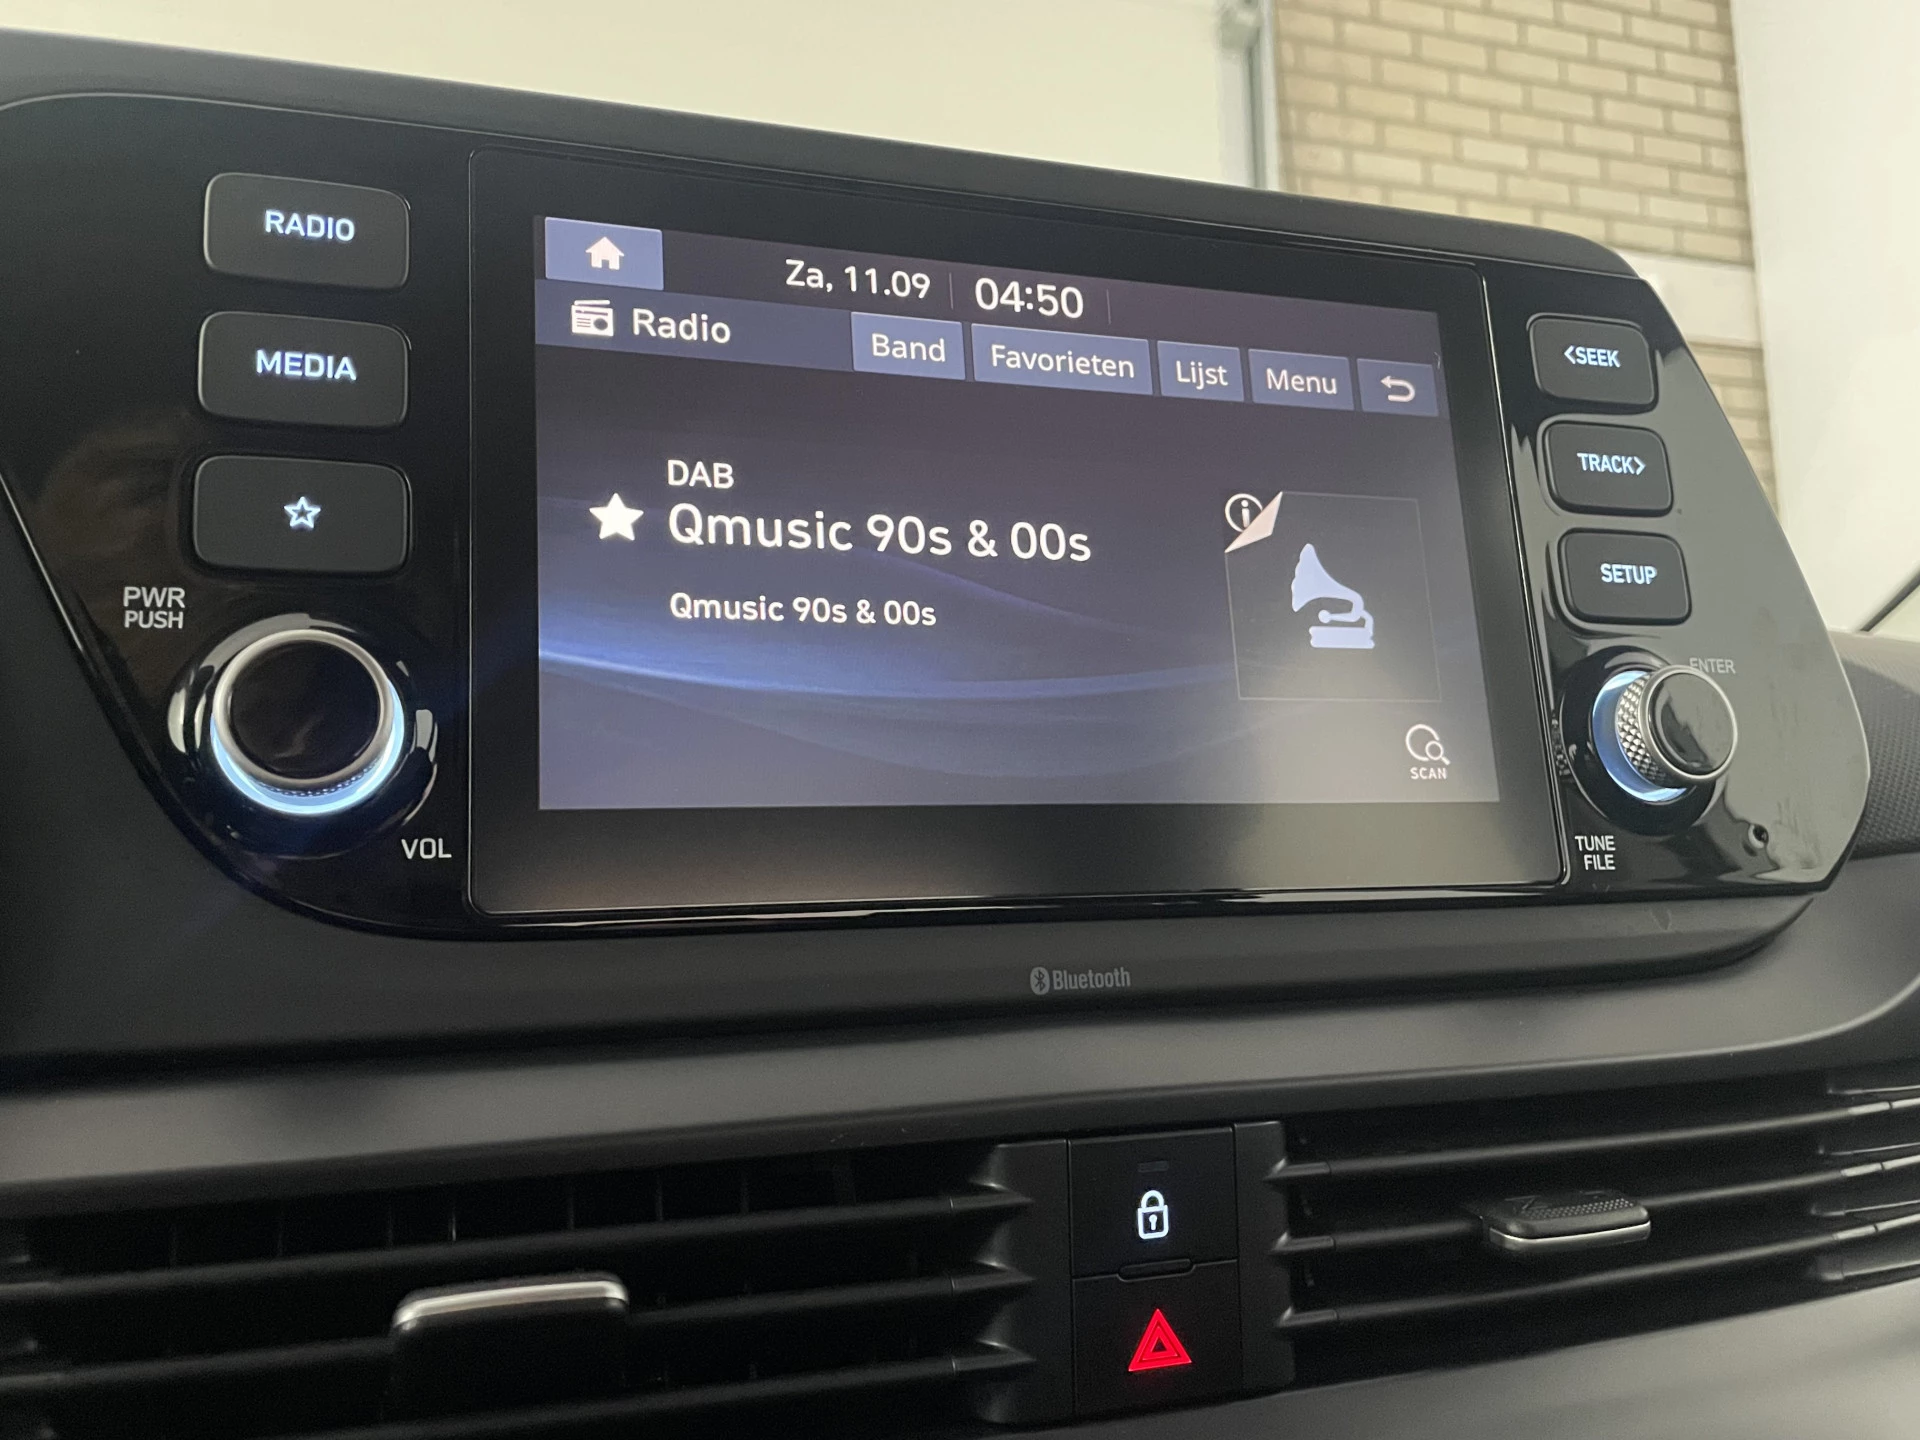 RADIO
MEDIA
PWR
PUSH
VOL
Za, 11.09 04:50
Radio Band Favorieten Lijst Menu
DAB
Qmusic 90s & 00s
Qmusic 90s & 00s
i
SCAN
<SEEK
TRACK>
SETUP
ENTER
TUNE
FILE
Bluetooth